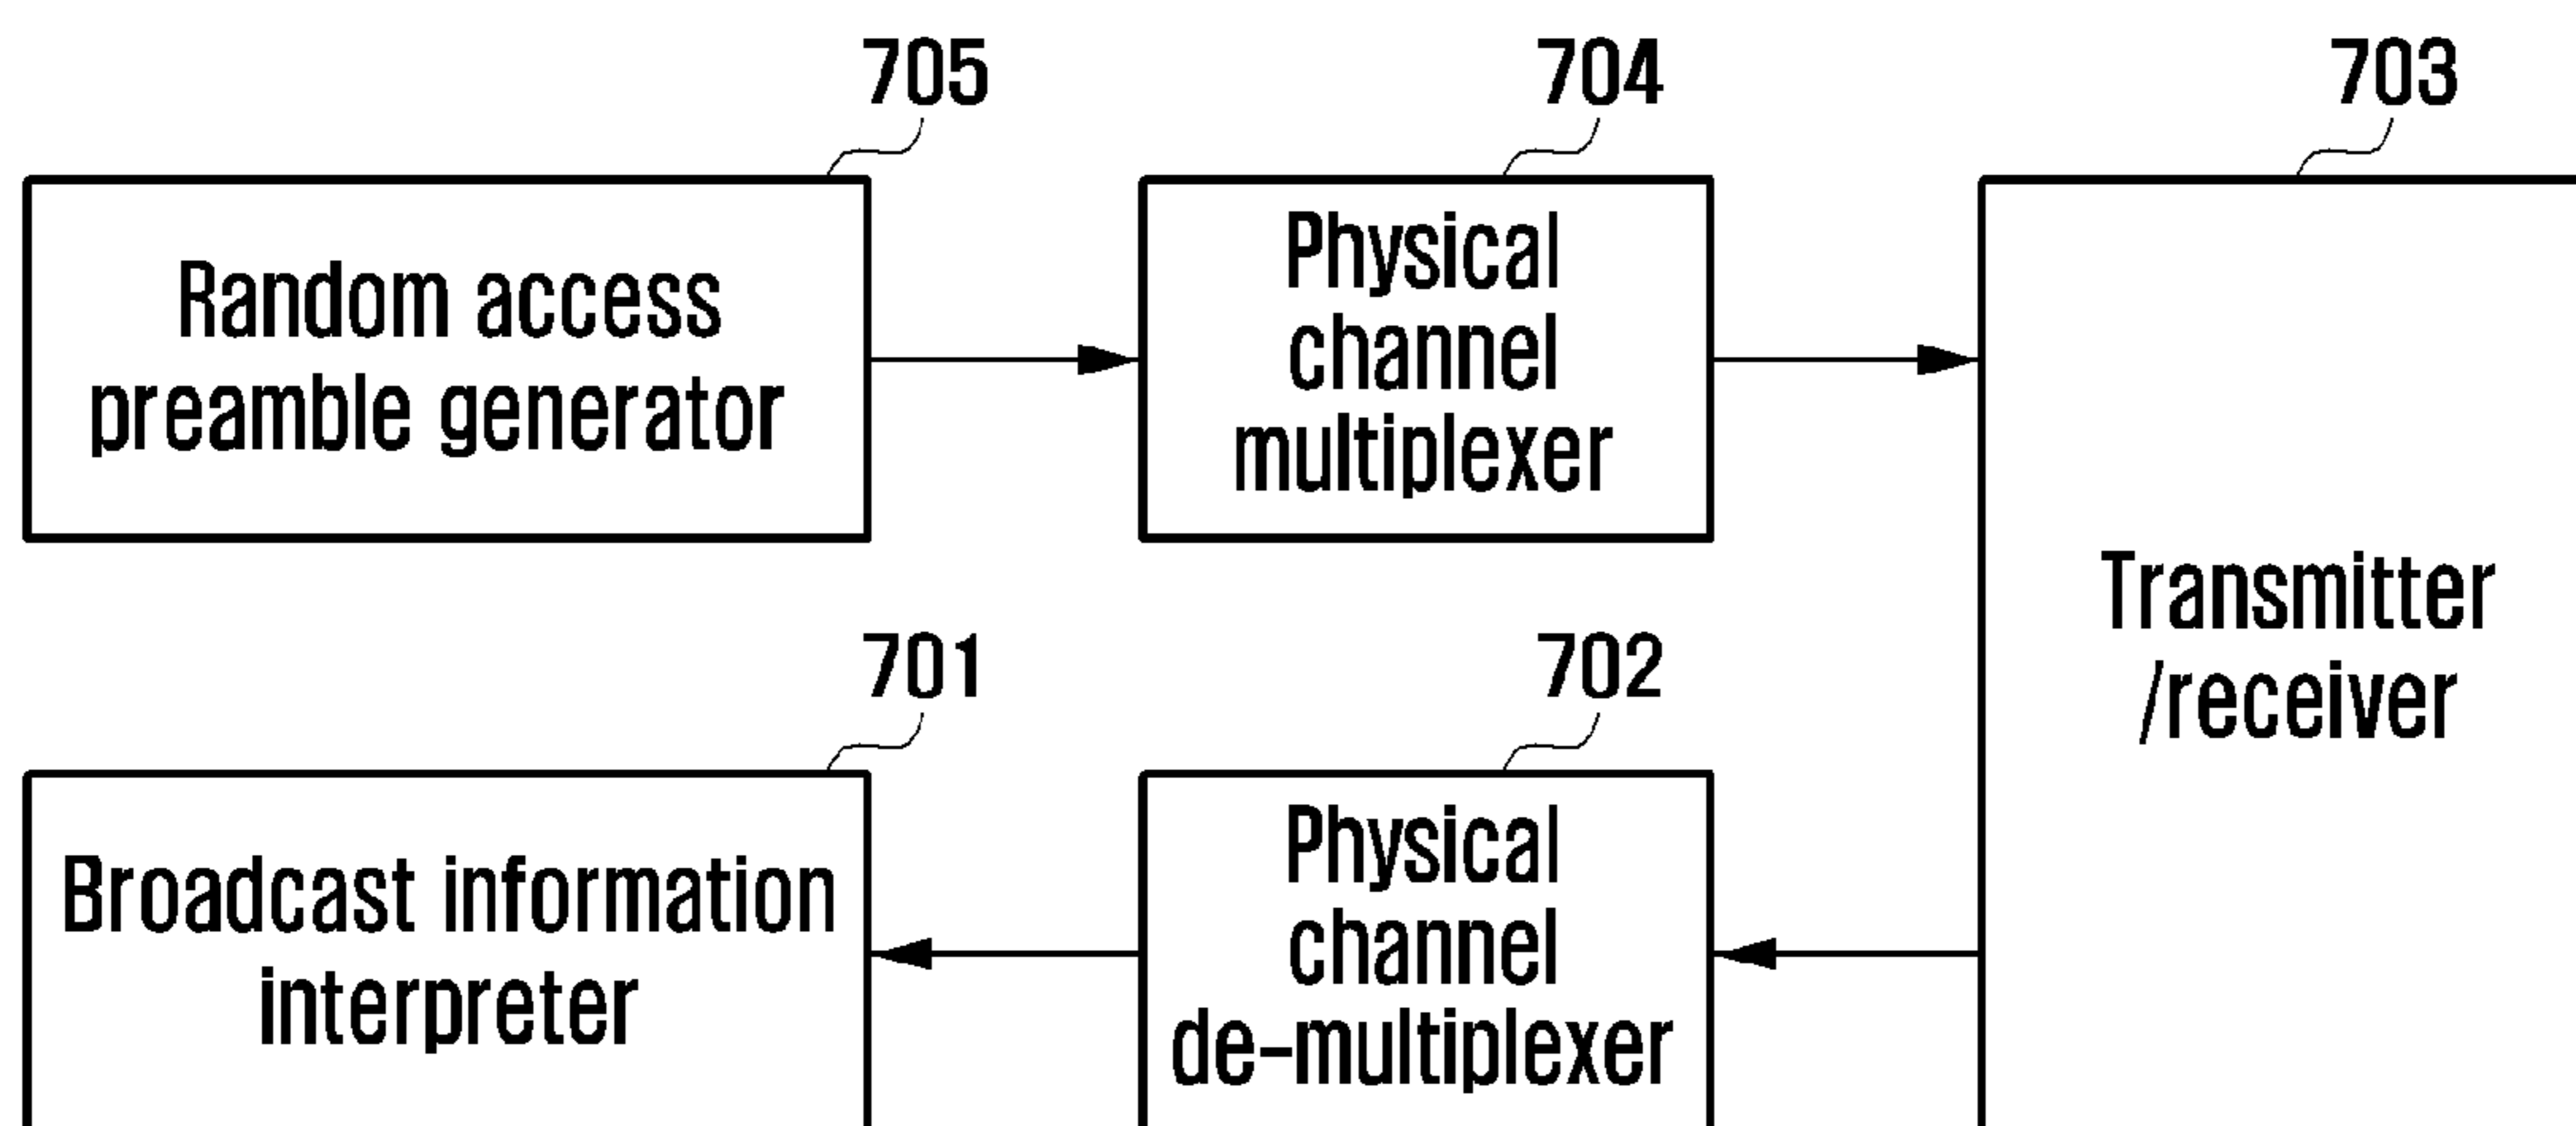 705
704
703
Random access
preamble generator
Physical
channel
multiplexer
Transmitter
/receiver
701
702
Broadcast information
interpreter
Physical
channel
de-multiplexer